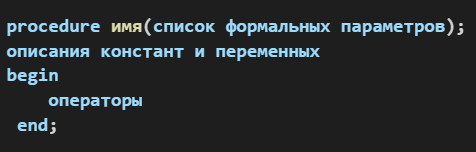 procedure имя(список формальных параметров);
описания констант и переменных
begin
операторы
end;